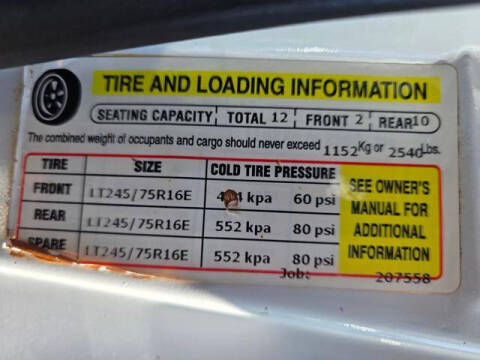 TIRE AND LOADING INFORMATION
SEATING CAPACITY TOTAL 12 FRONT 2 REAR 10
The combined weight of occupants and cargo should never exceed 1152 Kg or 2540 Lbs.
TIRE SIZE COLD TIRE PRESSURE
FRONT LT245/75R16E kpa 60 psi
REAR LT245/75R16E 552 kpa 80 psi
SPARE LT245/75R16E 552 kpa 80 psi
SEE OWNER'S
MANUAL FOR
ADDITIONAL
INFORMATION
Job: 207558